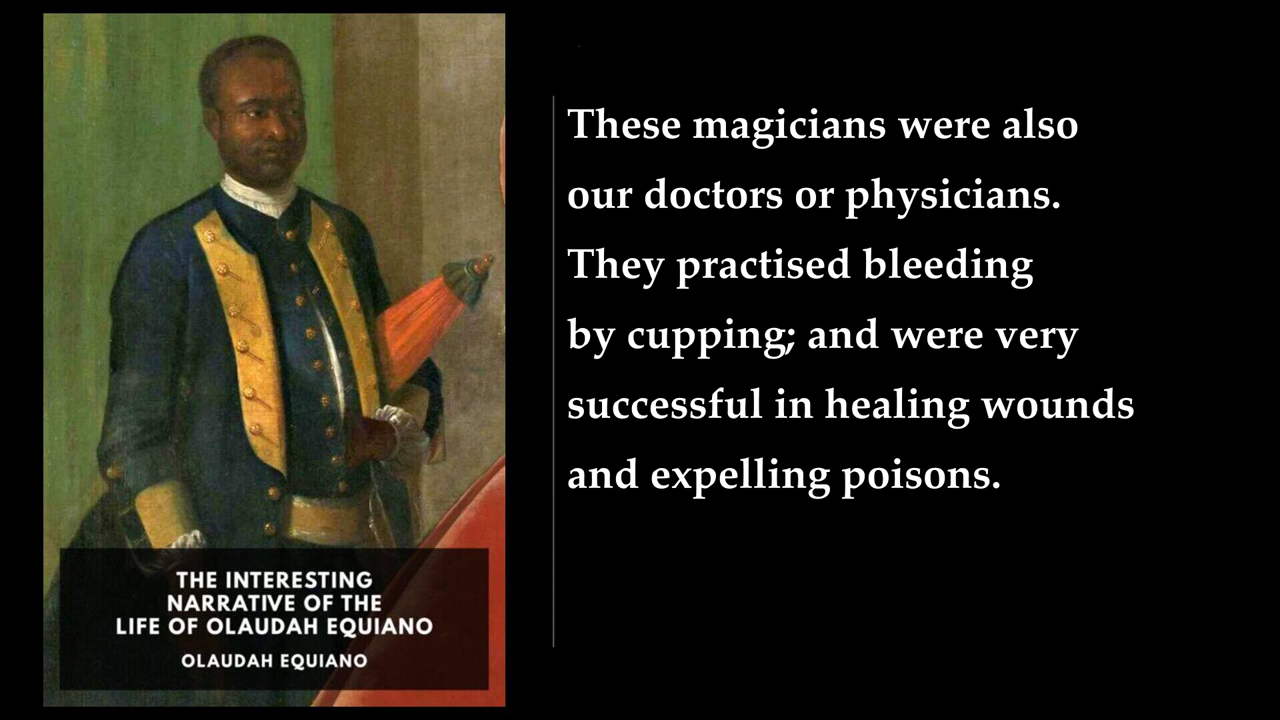 THE INTERESTING
NARRATIVE OF THE
LIFE OF OLAUDAH EQUIANO
OLAUDAH EQUIANO
These magicians were also
our doctors or physicians.
They practised bleeding
by cupping; and were very
successful in healing wounds
and expelling poisons.